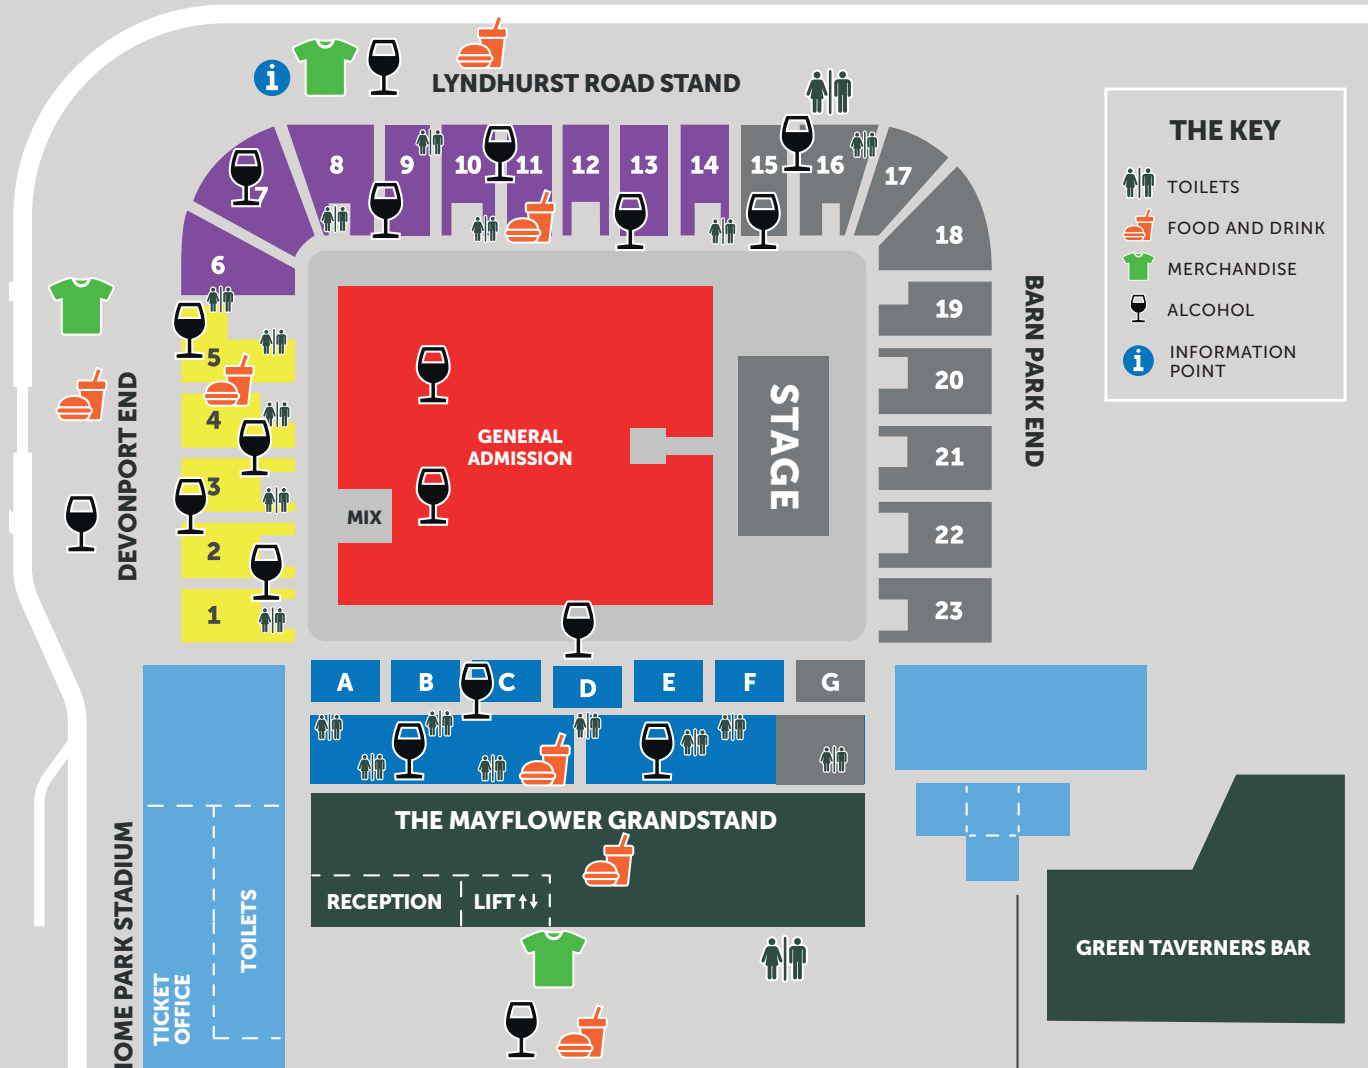 LYNDHURST ROAD STAND
THE KEY
TOILETS
FOOD AND DRINK
MERCHANDISE
ALCOHOL
i
INFORMATION
POINT
i
8
9
10
11
12
13
14
15
16
17
7
18
6
19
5
20
4
21
3
22
2
23
1
DEVONPORT END
BARN PARK END
GENERAL
ADMISSION
STAGE
MIX
A
B
C
D
E
F
G
THE MAYFLOWER GRANDSTAND
RECEPTION
LIFT
HOME PARK STADIUM
TICKET
OFFICE
TOILETS
GREEN TAVERNERS BAR